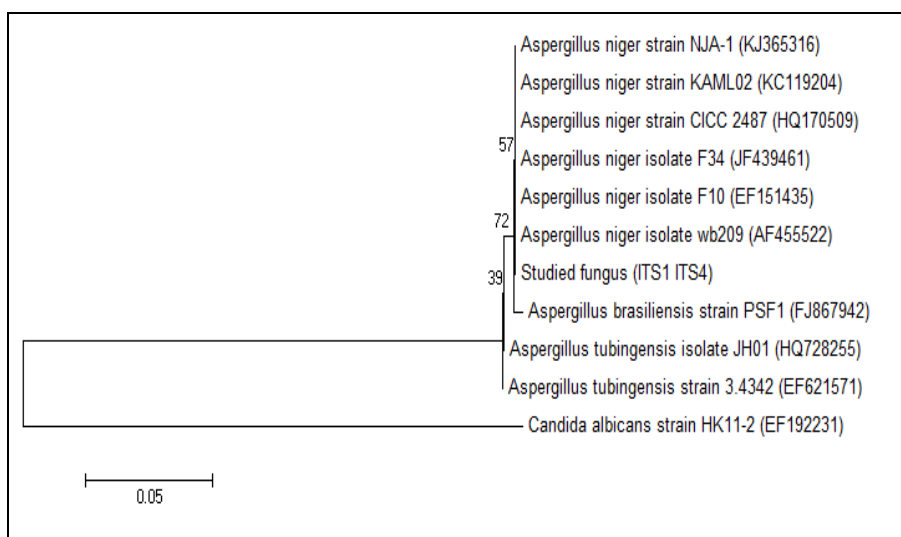 Aspergillus niger strain NJA-1 (KJ365316)
Aspergillus niger strain KAML02 (KC119204)
Aspergillus niger strain CICC 2487 (HQ170509)
57
Aspergillus niger isolate F34 (JF439461)
Aspergillus niger isolate F10 (EF151435)
72
Aspergillus niger isolate wb209 (AF455522)
Studied fungus (ITS1 ITS4)
39
Aspergillus brasiliensis strain PSF1 (FJ867942)
Aspergillus tubingensis isolate JH01 (HQ728255)
Aspergillus tubingensis strain 3.4342 (EF621571)
Candida albicans strain HK11-2 (EF192231)
0.05